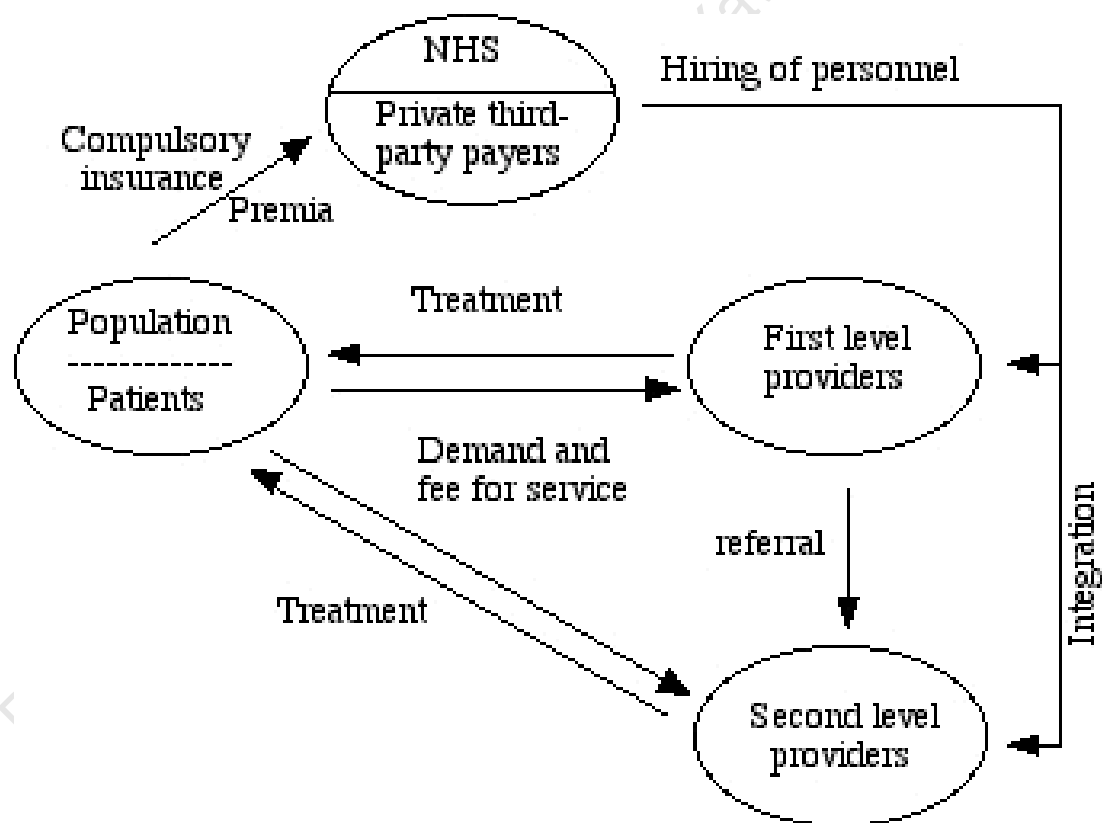 NHS
Hiring of personnel
Private third-
party payers
Compulsory
insurance
Premia
Treatment
Population
Patients
First level
providers
Demand and
fee for service
referral
Integration
Treatment
Second level
providers